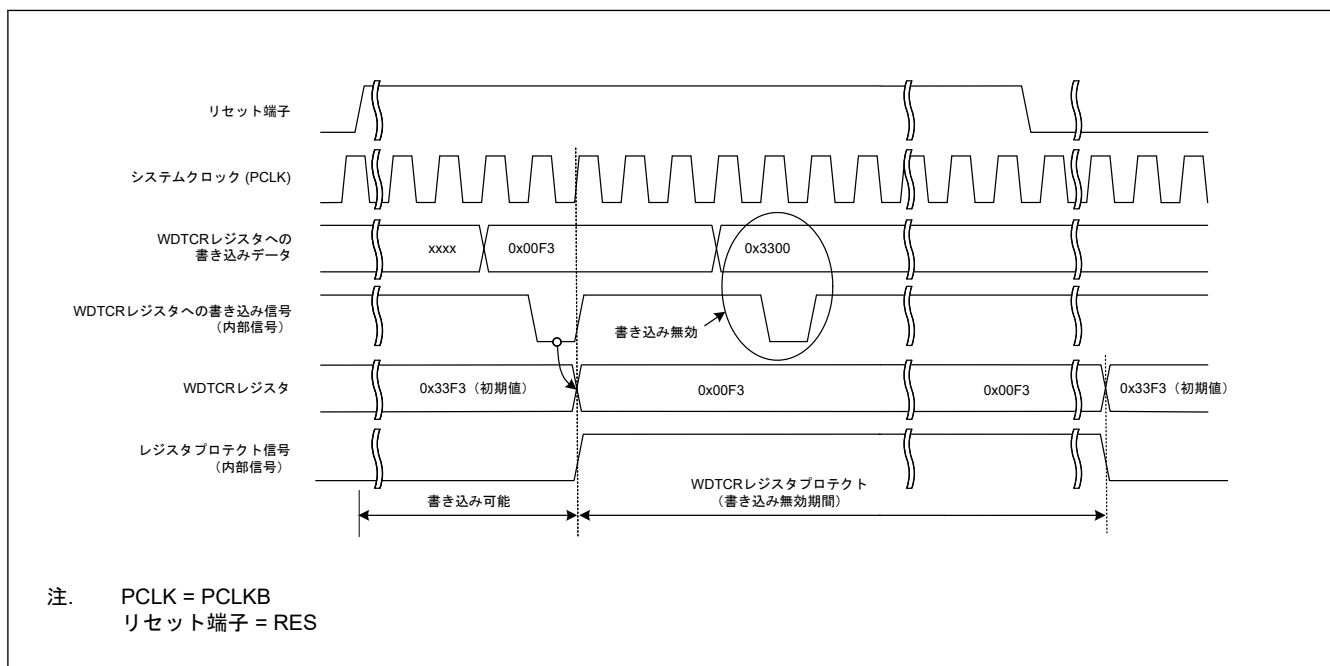 リセット端子
システムクロック (PCLK)
WDTCRレジスタへの
書き込みデータ
xxxx
0x00F3
0x3300
WDTCRレジスタへの書き込み信号
（内部信号）
書き込み無効
WDTCRレジスタ
0x33F3（初期値）
0x00F3
0x00F3
0x33F3（初期値）
レジスタプロテクト信号
（内部信号）
書き込み可能
WDTCRレジスタプロテクト
（書き込み無効期間）
注. PCLK = PCLKB
リセット端子 = RES